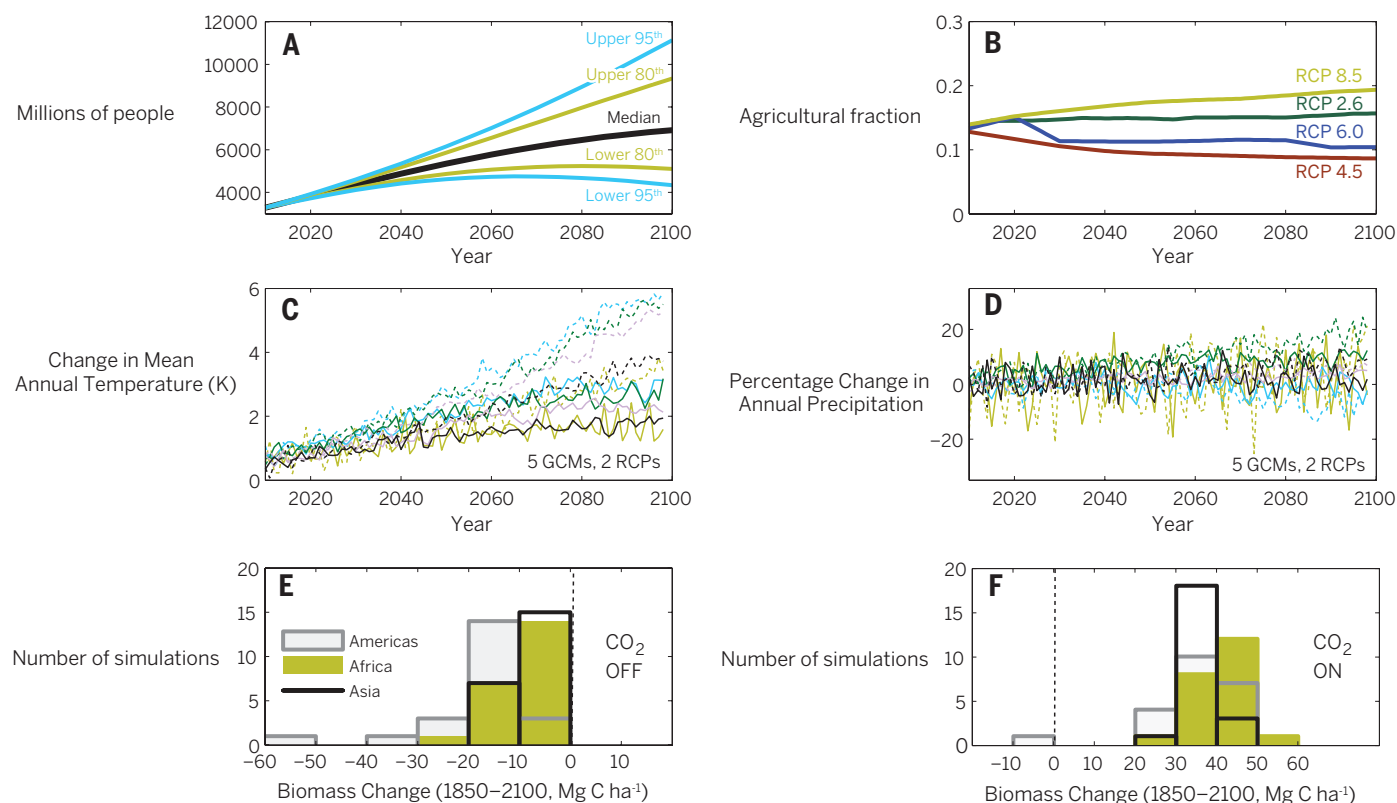 A
Millions of people
12000
10000
8000
6000
4000
Upper 95th
Upper 80th
Median
Lower 80th
Lower 95th
2020 2040 2060 2080 2100
Year
B
Agricultural fraction
0.3
0.2
0.1
0
RCP 8.5
RCP 2.6
RCP 6.0
RCP 4.5
2020 2040 2060 2080 2100
Year
C
Change in Mean
Annual Temperature (K)
6
4
2
0
5 GCMs, 2 RCPs
2020 2040 2060 2080 2100
Year
D
Percentage Change in
Annual Precipitation
20
0
−20
5 GCMs, 2 RCPs
2020 2040 2060 2080 2100
Year
E
Number of simulations
20
15
10
5
0
Americas
Africa
Asia
CO2
OFF
−60 −50 −40 −30 −20 −10 0 10
Biomass Change (1850–2100, Mg C ha-1)
F
Number of simulations
20
15
10
5
0
CO2
ON
−10 0 20 30 40 50 60
Biomass Change (1850–2100, Mg C ha-1)